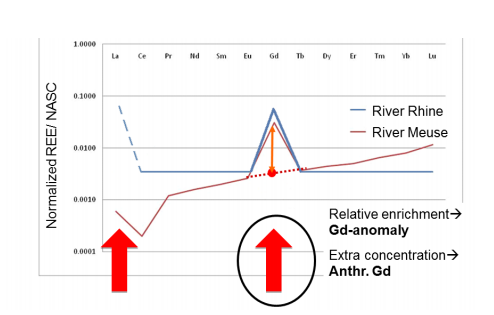 1.0000
La Ce Pr Nd Sm Eu Gd Tb Dy Er Tm Yb Lu
0.1000
River Rhine
River Meuse
0.0100
0.0010
0.0001
Normalized REE/ NASC
Relative enrichment→
Gd-anomaly
Extra concentration→
Anthr. Gd